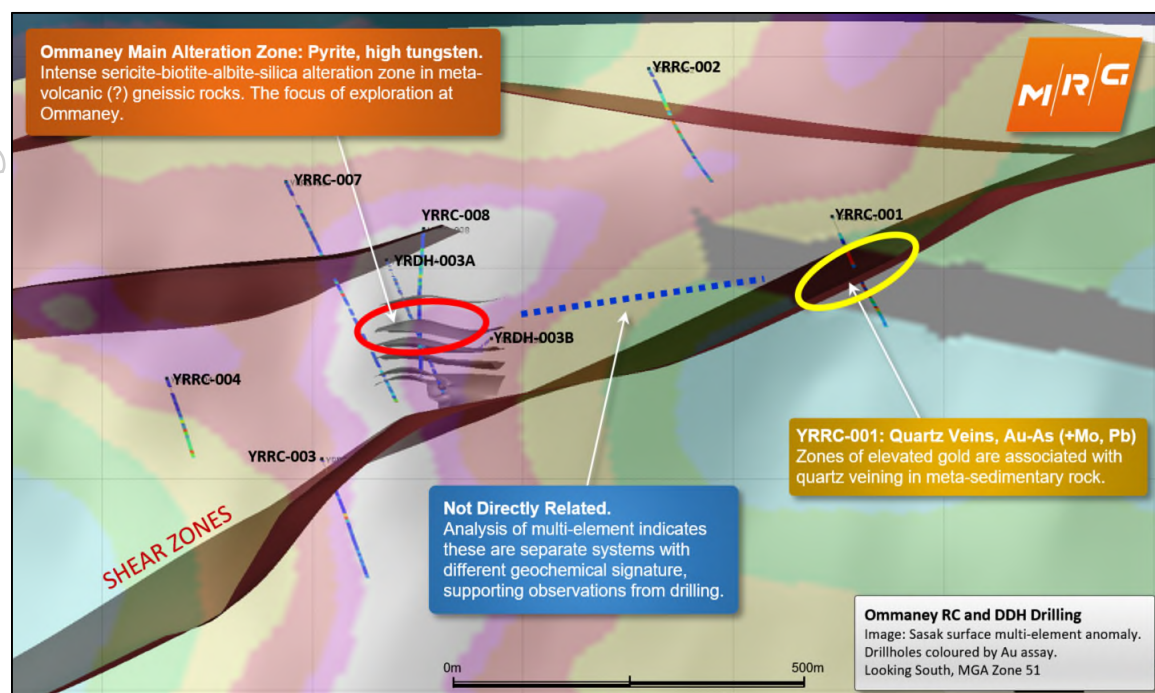 Ommaney Main Alteration Zone: Pyrite, high tungsten.
Intense sericite-biotite-albite-silica alteration zone in meta-
volcanic (?) gneissic rocks. The focus of exploration at
Ommaney.
YRRC-002
M/R/G
YRRC-007
YRRC-008
YRRC-001
YRDH-003A
YRDH-003B
YRRC-004
YRRC-003
YRRC-001: Quartz Veins, Au-As (+Mo, Pb)
Zones of elevated gold are associated with
quartz veining in meta-sedimentary rock.
Not Directly Related.
Analysis of multi-element indicates
these are separate systems with
different geochemical signature,
supporting observations from drilling.
SHEAR ZONES
Ommaney RC and DDH Drilling
Image: Sasak surface multi-element anomaly.
Drillholes coloured by Au assay.
Looking South, MGA Zone 51
0m
500m